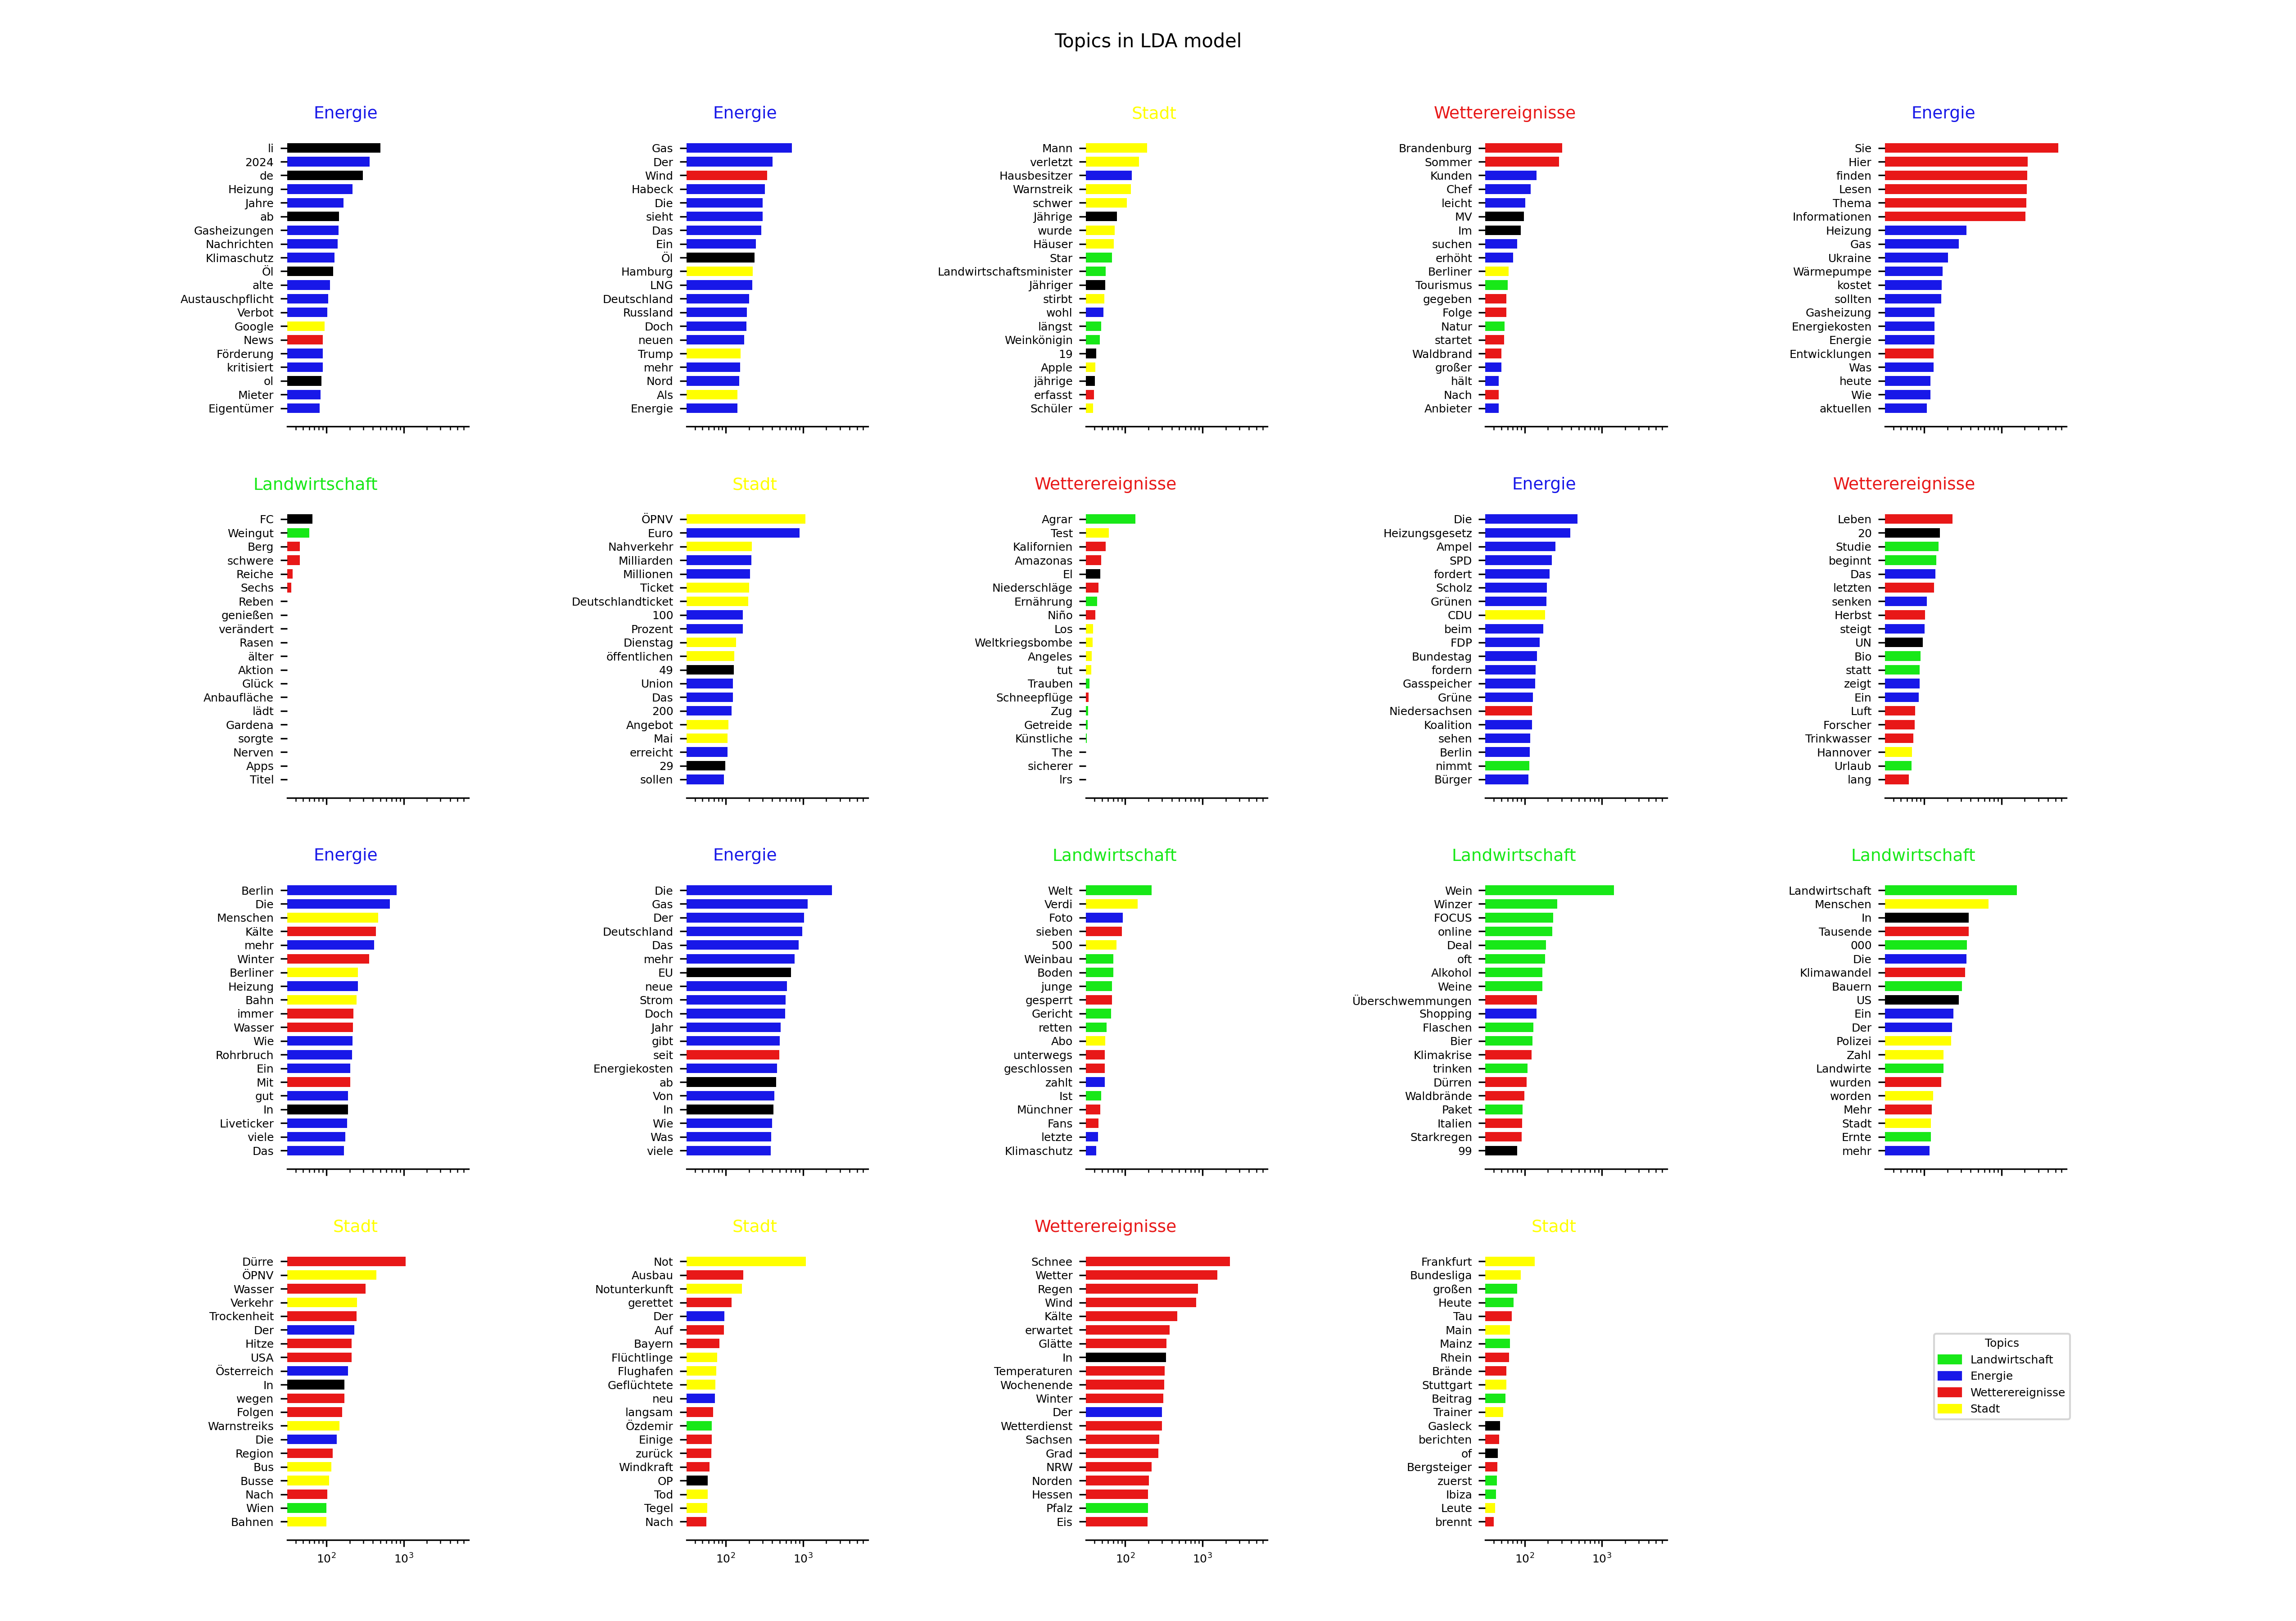 Topics in LDA model
Energie
li
2024
de
Heizung
Jahre
ab
Gasheizungen
Nachrichten
Klimaschutz
Öl
alte
Austauschpflicht
Verbot
Google
News
Förderung
kritisiert
ol
Mieter
Eigentümer
Energie
Gas
Der
Wind
Habeck
Die
sieht
Das
Ein
Öl
Hamburg
LNG
Deutschland
Russland
Doch
neuen
Trump
mehr
Nord
Als
Energie
Stadt
Mann
verletzt
Hausbesitzer
Warnstreik
schwer
Jährige
wurde
Häuser
Star
Landwirtschaftsminister
Jähriger
stirbt
wohl
längst
Weinkönigin
19
Apple
jährige
erfasst
Schüler
Wetterereignisse
Brandenburg
Sommer
Kunden
Chef
leicht
MV
Im
suchen
erhöht
Berliner
Tourismus
gegeben
Folge
Natur
startet
Waldbrand
großer
hält
Nach
Anbieter
Energie
Sie
Hier
finden
Lesen
Thema
Informationen
Heizung
Gas
Ukraine
Wärmepumpe
kostet
sollten
Gasheizung
Energiekosten
Energie
Entwicklungen
Was
heute
Wie
aktuellen
Landwirtschaft
FC
Weingut
Berg
schwere
Reiche
Sechs
Reben
genießen
verändert
Rasen
älter
Aktion
Glück
Anbaufläche
lädt
Gardena
sorgte
Nerven
Apps
Titel
Stadt
ÖPNV
Euro
Nahverkehr
Milliarden
Millionen
Ticket
Deutschlandticket
100
Prozent
Dienstag
öffentlichen
49
Union
Das
200
Angebot
Mai
erreicht
29
sollen
Wetterereignisse
Agrar
Test
Kalifornien
Amazonas
El
Niederschläge
Ernährung
Niño
Los
Weltkriegsbombe
Angeles
tut
Trauben
Schneepflüge
Zug
Getreide
Künstliche
The
sicherer
Irs
Energie
Die
Heizungsgesetz
Ampel
SPD
fordert
Scholz
Grünen
CDU
beim
FDP
Bundestag
fordern
Gasspeicher
Grüne
Niedersachsen
Koalition
sehen
Berlin
nimmt
Bürger
Wetterereignisse
Leben
20
Studie
beginnt
Das
letzten
senken
Herbst
steigt
UN
Bio
statt
zeigt
Ein
Luft
Forscher
Trinkwasser
Hannover
Urlaub
lang
Energie
Berlin
Die
Menschen
Kälte
mehr
Winter
Berliner
Heizung
Bahn
immer
Wasser
Wie
Rohrbruch
Ein
Mit
gut
In
Liveticker
viele
Das
Energie
Die
Gas
Der
Deutschland
Das
mehr
EU
neue
Strom
Doch
Jahr
gibt
seit
Energiekosten
ab
Von
In
Wie
Was
viele
Landwirtschaft
Welt
Verdi
Foto
sieben
500
Weinbau
Boden
junge
gesperrt
Gericht
retten
Abo
unterwegs
geschlossen
zahlt
Ist
Münchner
Fans
letzte
Klimaschutz
Landwirtschaft
Wein
Winzer
FOCUS
online
Deal
oft
Alkohol
Weine
Überschwemmungen
Shopping
Flaschen
Bier
Klimakrise
trinken
Dürren
Waldbrände
Paket
Italien
Starkregen
99
Landwirtschaft
Landwirtschaft
Menschen
In
Tausende
000
Die
Klimawandel
Bauern
US
Ein
Der
Polizei
Zahl
Landwirte
wurden
worden
Mehr
Stadt
Ernte
mehr
Stadt
Dürre
ÖPNV
Wasser
Verkehr
Trockenheit
Der
Hitze
USA
Österreich
In
wegen
Folgen
Warnstreiks
Die
Region
Bus
Busse
Nach
Wien
Bahnen
10² 10³
Stadt
Not
Ausbau
Notunterkunft
gerettet
Der
Auf
Bayern
Flüchtlinge
Flughafen
Geflüchtete
neu
langsam
Özdemir
Einige
zurück
Windkraft
OP
Tod
Tegel
Nach
10² 10³
Wetterereignisse
Schnee
Wetter
Regen
Wind
Kälte
erwartet
Glätte
In
Temperaturen
Wochenende
Winter
Der
Wetterdienst
Sachsen
Grad
NRW
Norden
Hessen
Pfalz
Eis
10² 10³
Stadt
Frankfurt
Bundesliga
großen
Heute
Tau
Main
Mainz
Rhein
Brände
Stuttgart
Beitrag
Trainer
Gasleck
berichten
of
Bergsteiger
zuerst
Ibiza
Leute
brennt
10² 10³
Topics
Landwirtschaft
Energie
Wetterereignisse
Stadt